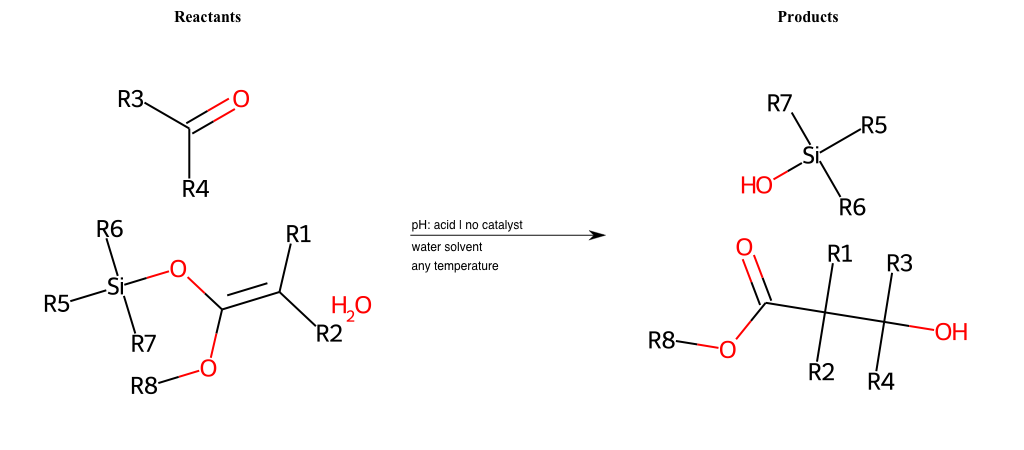 Reactants
Products
R3
O
R4
R6
Si
O
R5
R7
R1
R2
H2O
O
R8
pH: acid | no catalyst
water solvent
any temperature
R7
R5
Si
HO
R6
O
R1
R3
R8
O
OH
R2
R4